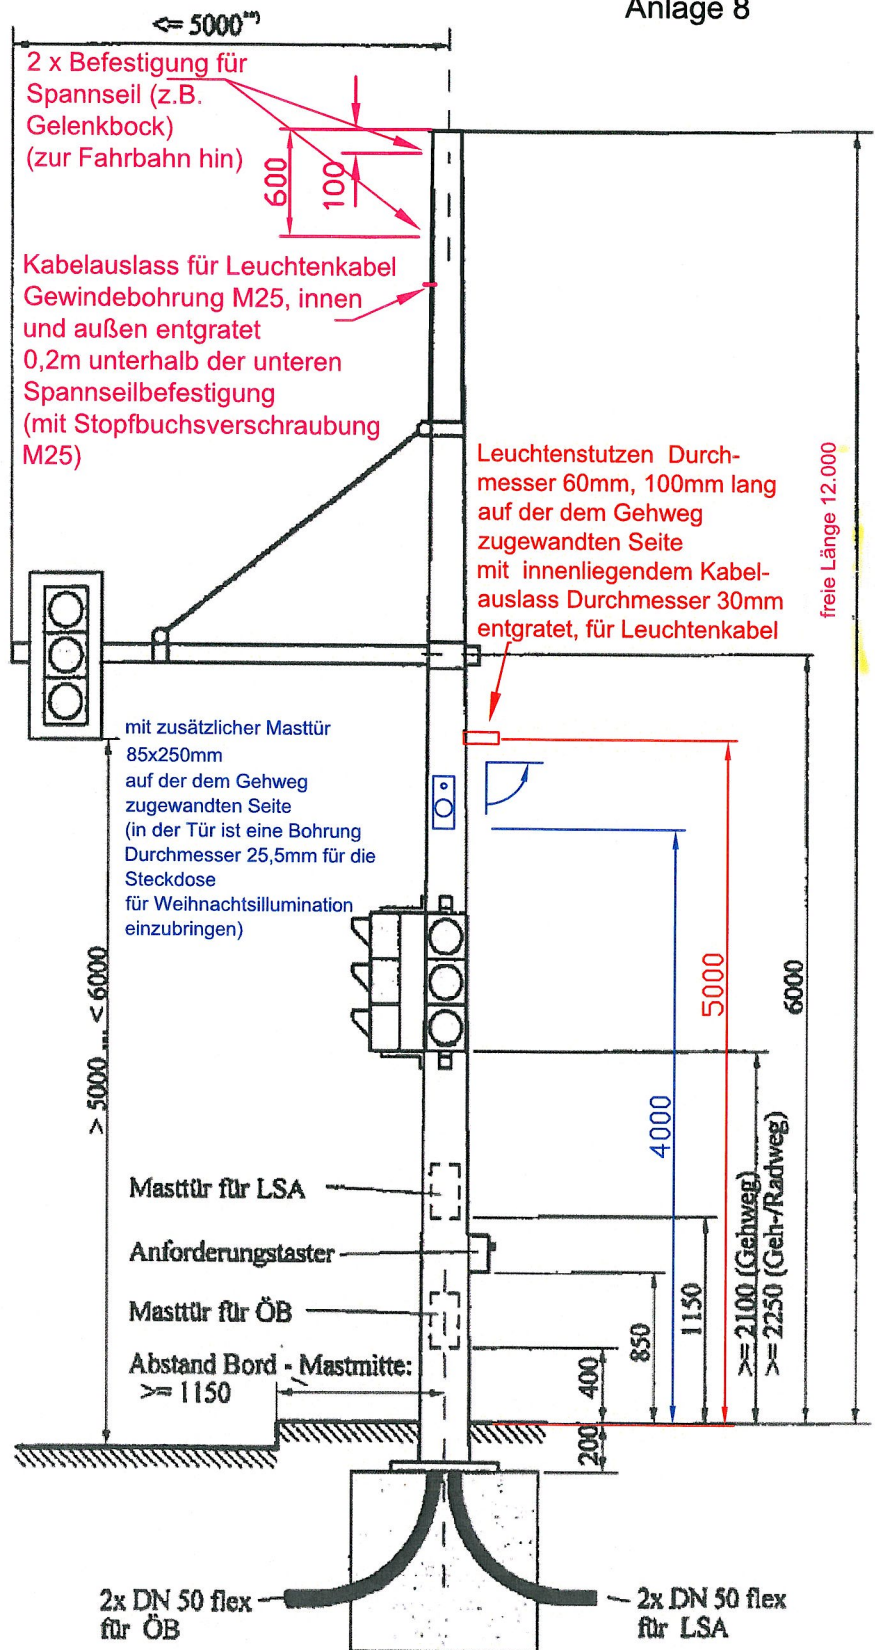 Anlage 8
<= 5000**)
2 x Befestigung für
Spannseil (z.B.
Gelenkbock)
(zur Fahrbahn hin)
600
100
Kabelauslass für Leuchtenkabel
Gewindebohrung M25, innen
und außen entgratet
0,2m unterhalb der unteren
Spannseilbefestigung
(mit Stopfbuchsverschraubung
M25)
Leuchtenstutzen Durch-
messer 60mm, 100mm lang
auf der dem Gehweg
zugewandten Seite
mit innenliegendem Kabel-
auslass Durchmesser 30mm
entgratet, für Leuchtenkabel
freie Länge 12.000
mit zusätzlicher Masttür
85x250mm
auf der dem Gehweg
zugewandten Seite
(in der Tür ist eine Bohrung
Durchmesser 25,5mm für die
Steckdose
für Weihnachtsillumination
einzubringen)
> 5000 < 6000
5000
6000
4000
Masttür für LSA
Anforderungstaster
Masttür für ÖB
Abstand Bord - Mastmitte:
>= 1150
400
850
1150
>= 2100 (Gehweg)
>= 2250 (Geh-/Radweg)
200
2x DN 50 flex
für ÖB
2x DN 50 flex
für LSA